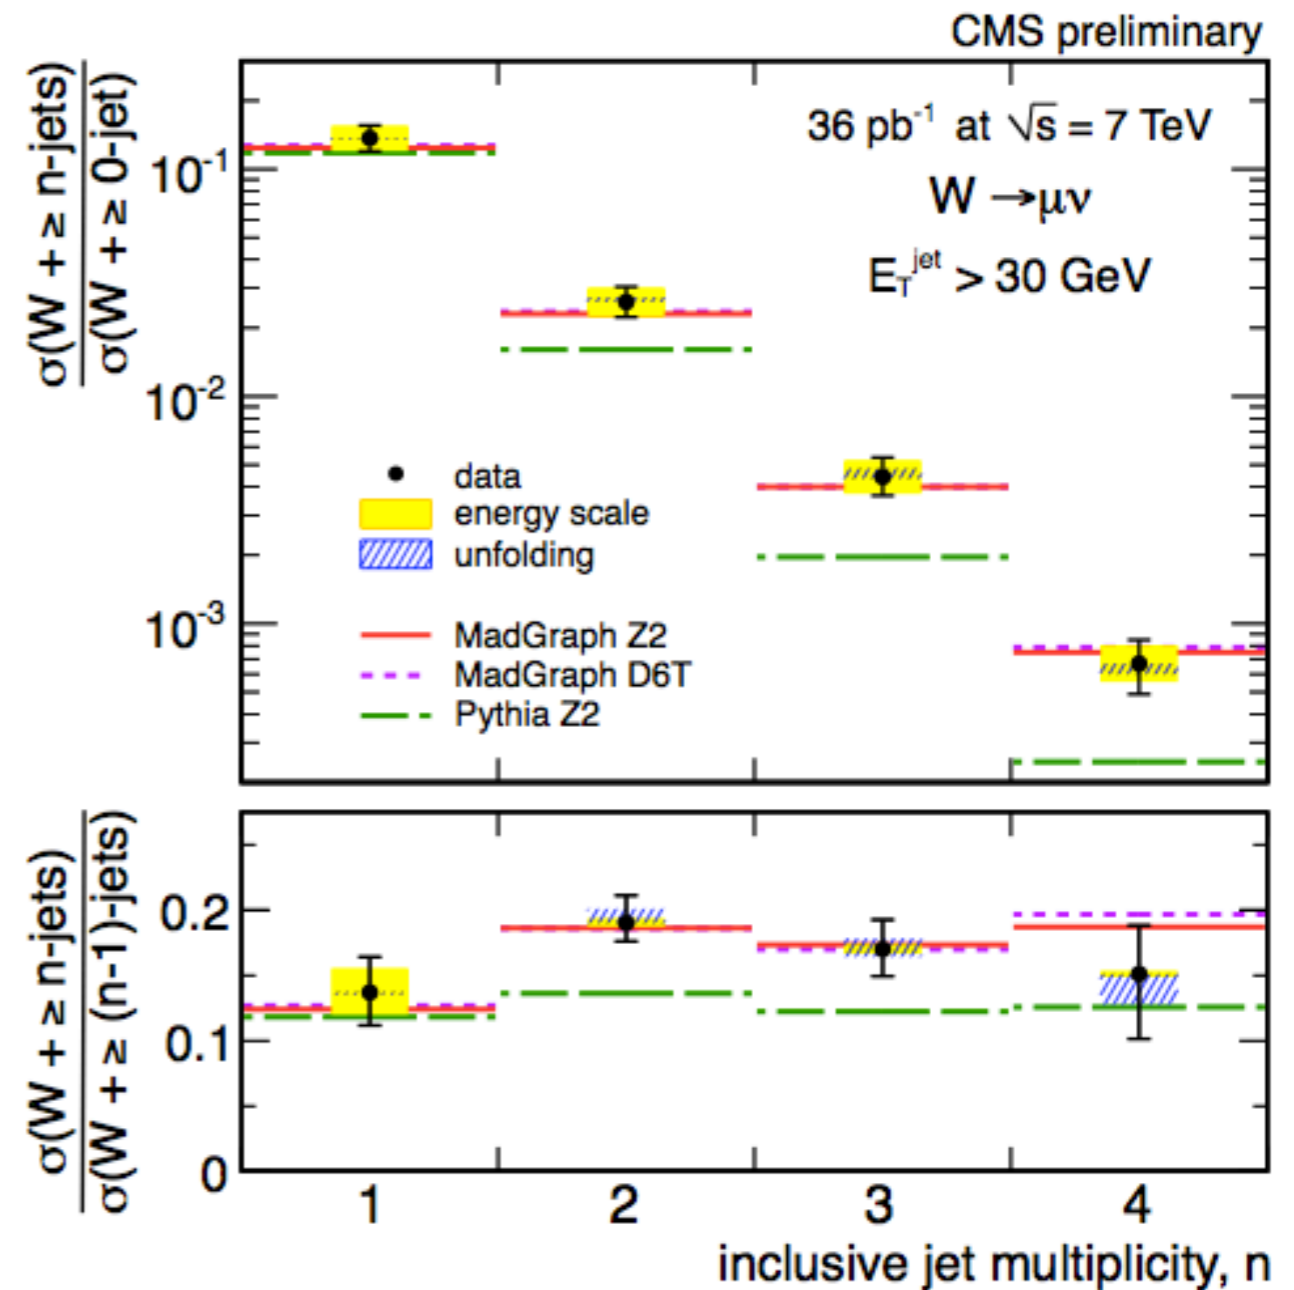 CMS preliminary
σ(W + ≥ n-jets)
σ(W + ≥ 0-jet)
36 pb⁻¹ at √s = 7 TeV
W →μν
E_T^jet > 30 GeV
10⁻¹
10⁻²
10⁻³
data
energy scale
unfolding
MadGraph Z2
MadGraph D6T
Pythia Z2
σ(W + ≥ n-jets)
σ(W + ≥ (n-1)-jets)
0.2
0.1
0
1 2 3 4
inclusive jet multiplicity, n